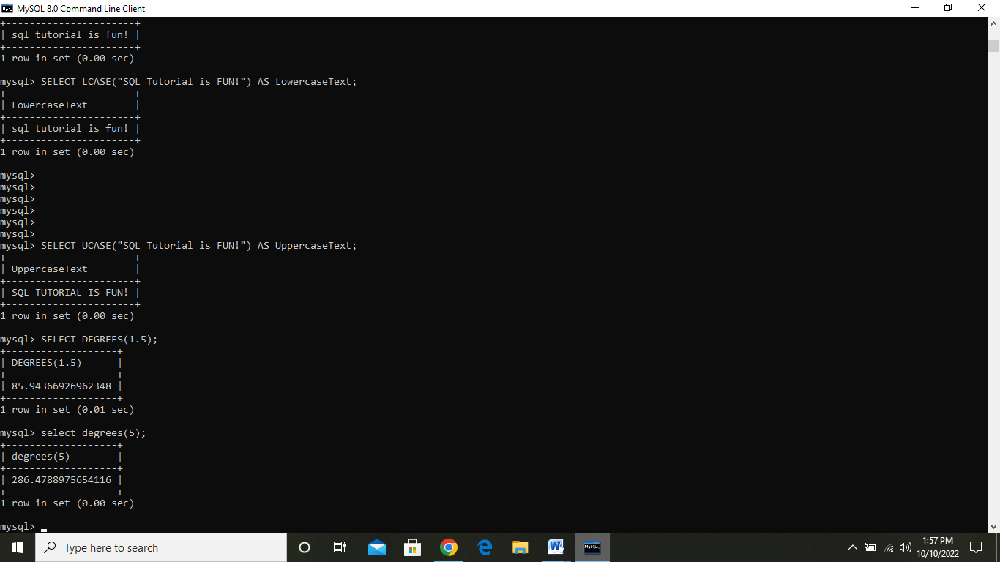 MySQL 8.0 Command Line Client
+----------------------+
| sql tutorial is fun! |
+----------------------+
1 row in set (0.00 sec)
mysql> SELECT LCASE("SQL Tutorial is FUN!") AS LowercaseText;
+----------------------+
| LowercaseText        |
+----------------------+
| sql tutorial is fun! |
+----------------------+
1 row in set (0.00 sec)
mysql>
mysql>
mysql>
mysql>
mysql>
mysql>
mysql> SELECT UCASE("SQL Tutorial is FUN!") AS UppercaseText;
+----------------------+
| UppercaseText        |
+----------------------+
| SQL TUTORIAL IS FUN! |
+----------------------+
1 row in set (0.00 sec)
mysql> SELECT DEGREES(1.5);
+-------------------+
| DEGREES(1.5)      |
+-------------------+
| 85.94366926962348 |
+-------------------+
1 row in set (0.01 sec)
mysql> select degrees(5);
+-------------------+
| degrees(5)        |
+-------------------+
| 286.4788975654116 |
+-------------------+
1 row in set (0.00 sec)
mysql> _
Type here to search
1:57 PM
10/10/2022